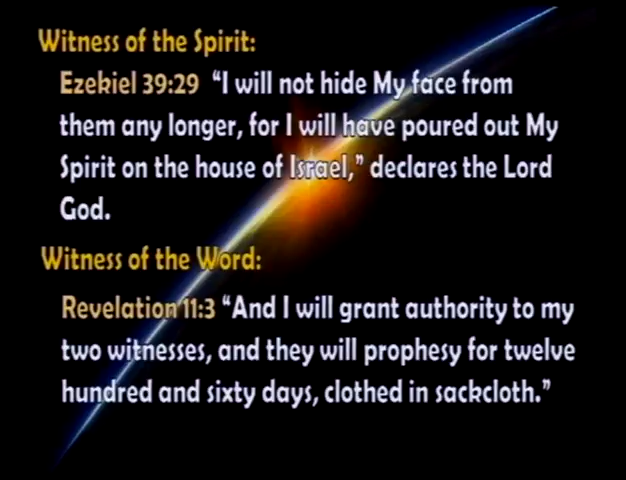 Witness of the Spirit:
Ezekiel 39:29 “I will not hide My face from
them any longer, for I will have poured out My
Spirit on the house of Israel,” declares the Lord
God.
Witness of the Word:
Revelation 11:3 “And I will grant authority to my
two witnesses, and they will prophesy for twelve
hundred and sixty days, clothed in sackcloth.”